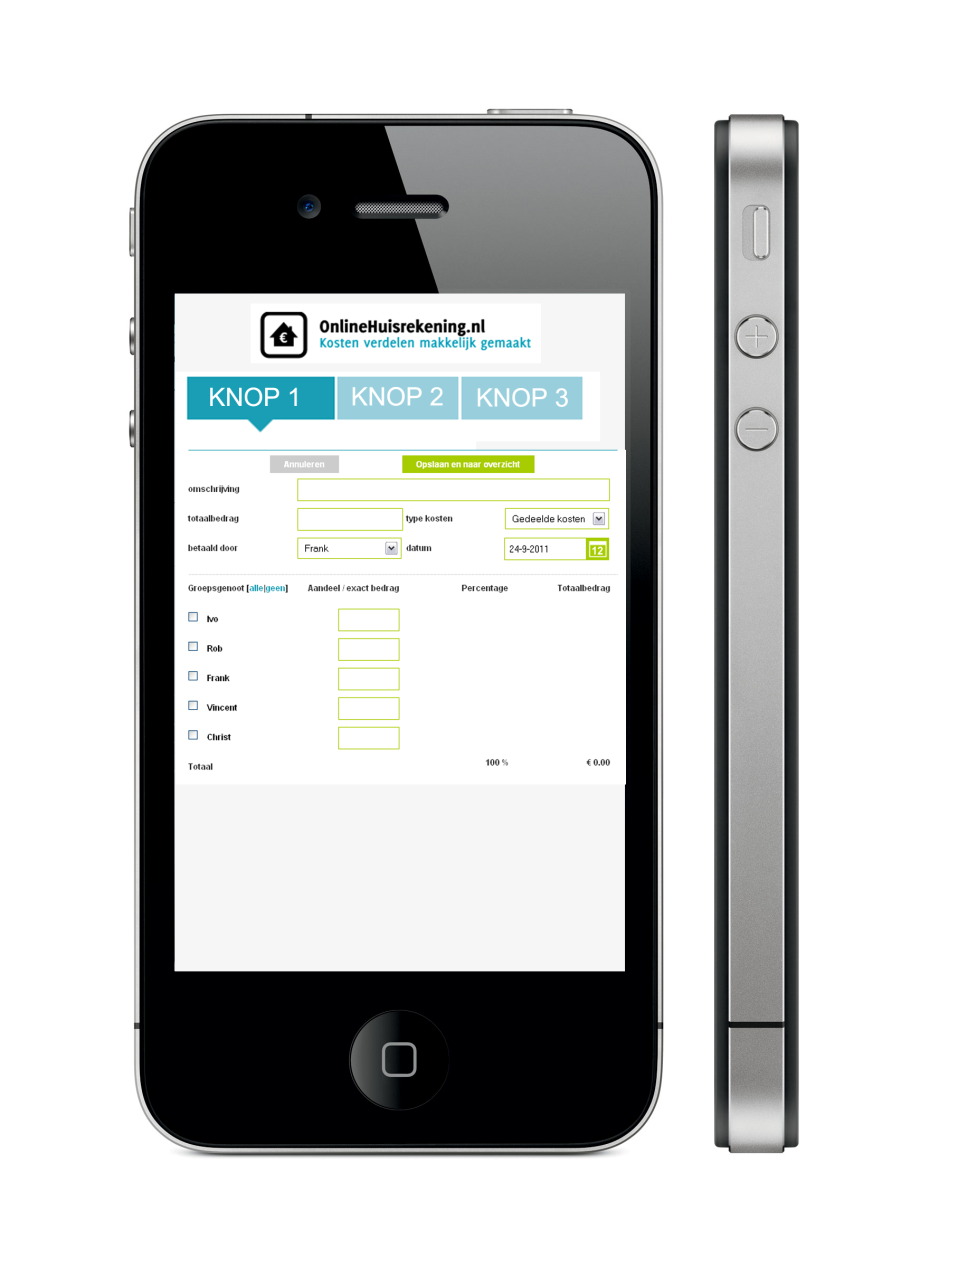 OnlineHuisrekening.nl
Kosten verdelen makkelijk gemaakt
KNOP 1 KNOP 2 KNOP 3
Annuleren Opslaan en naar overzicht
omschrijving
totaalbedrag type kosten Gedeelde kosten
betaald door Frank datum 24-9-2011 12
Groepsgenoot [alle|geen] Aandeel / exact bedrag Percentage Totaalbedrag
Ivo
Rob
Frank
Vincent
Christ
Totaal 100 % € 0.00